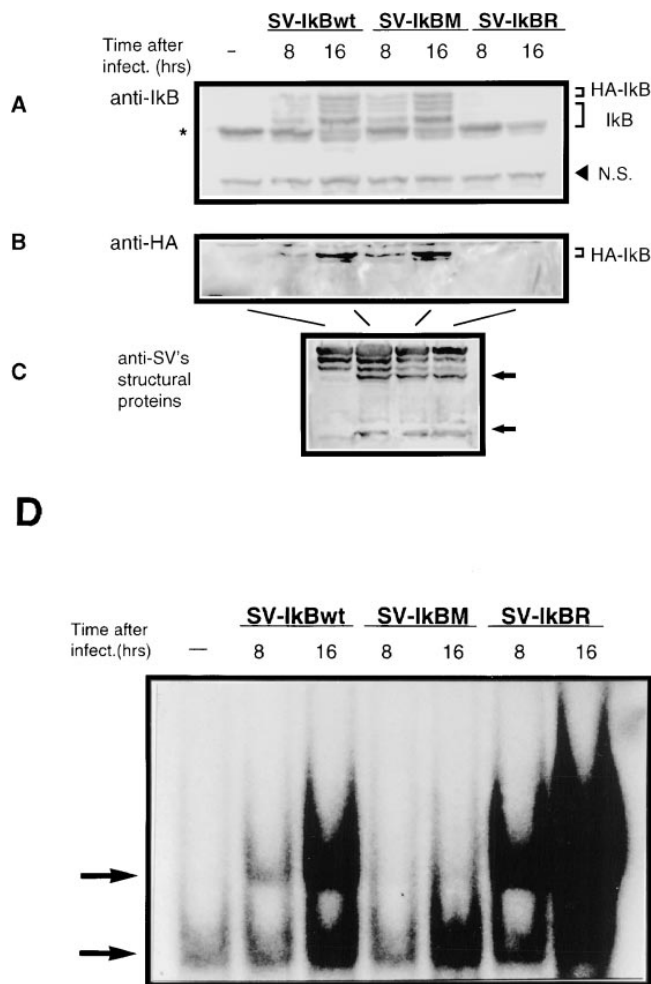 SV-IkBwt SV-IkBM SV-IkBR
Time after infect. (hrs) - 8 16 8 16 8 16
A anti-IkB HA-IkB
IkB
*
N.S.
B anti-HA HA-IkB
C anti-SV's structural proteins
D
SV-IkBwt SV-IkBM SV-IkBR
Time after infect.(hrs) — 8 16 8 16 8 16